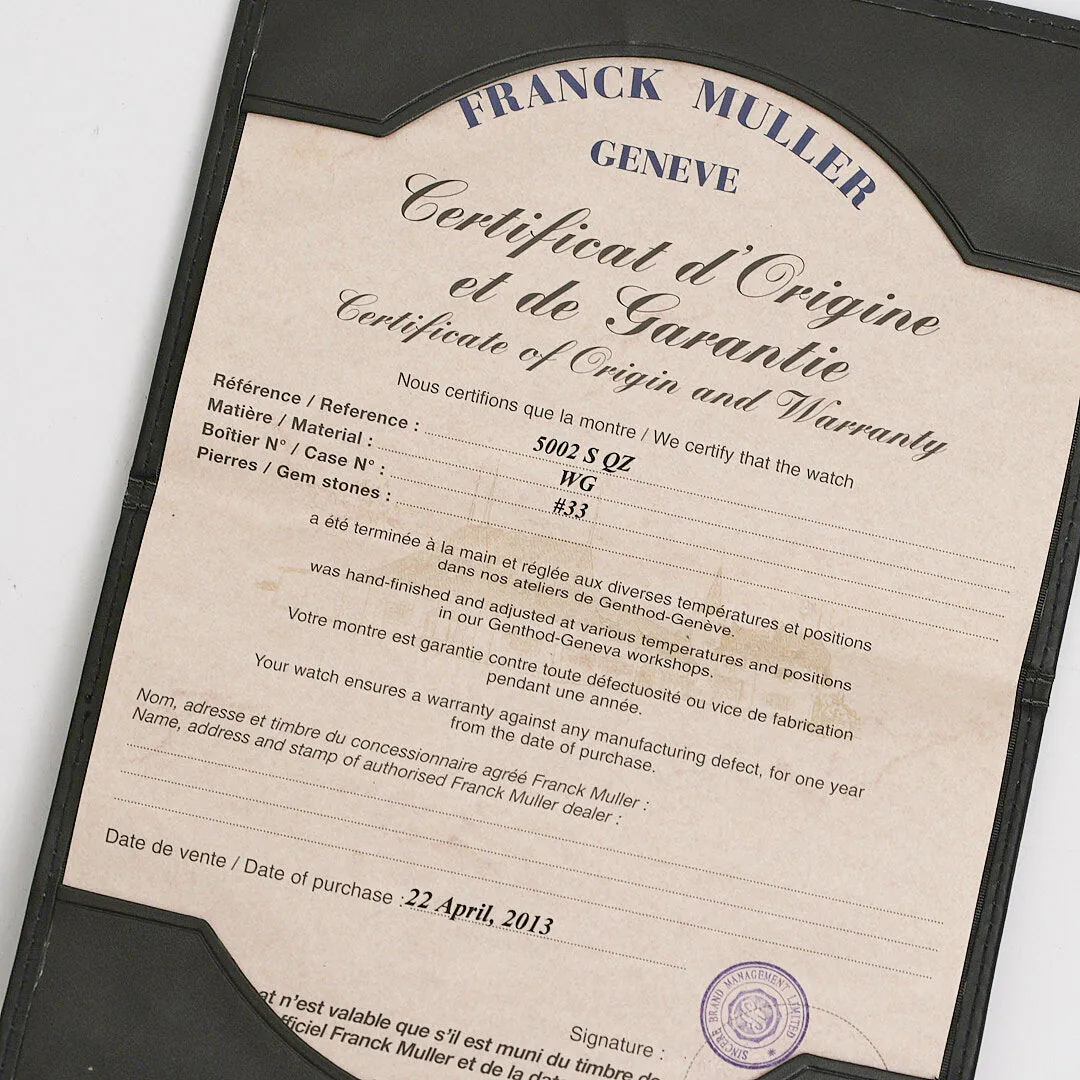 FRANCK MULLER
GENEVE
Certificat d'Origine
et de Garantie
Certificate of Origin and Warranty
Nous certifions que la montre / We certify that the watch
Référence / Reference : 5002 S QZ
Matière / Material : WG
Boîtier N° / Case N° : #33
Pierres / Gem stones :
a été terminée à la main et réglée aux diverses températures et positions
dans nos ateliers de Genthod-Genève.
was hand-finished and adjusted at various temperatures and positions
in our Genthod-Geneva workshops.
Votre montre est garantie contre toute défectuosité ou vice de fabrication
pendant une année.
Your watch ensures a warranty against any manufacturing defect, for one year
from the date of purchase.
Nom, adresse et timbre du concessionnaire agréé Franck Muller :
Name, address and stamp of authorised Franck Muller dealer :
Date de vente / Date of purchase : 22 April, 2013
Signature :
SINCERE BRAND MANAGEMENT LIMITED
at n'est valable que s'il est muni du timbre de
fficiel Franck Muller et de la dat